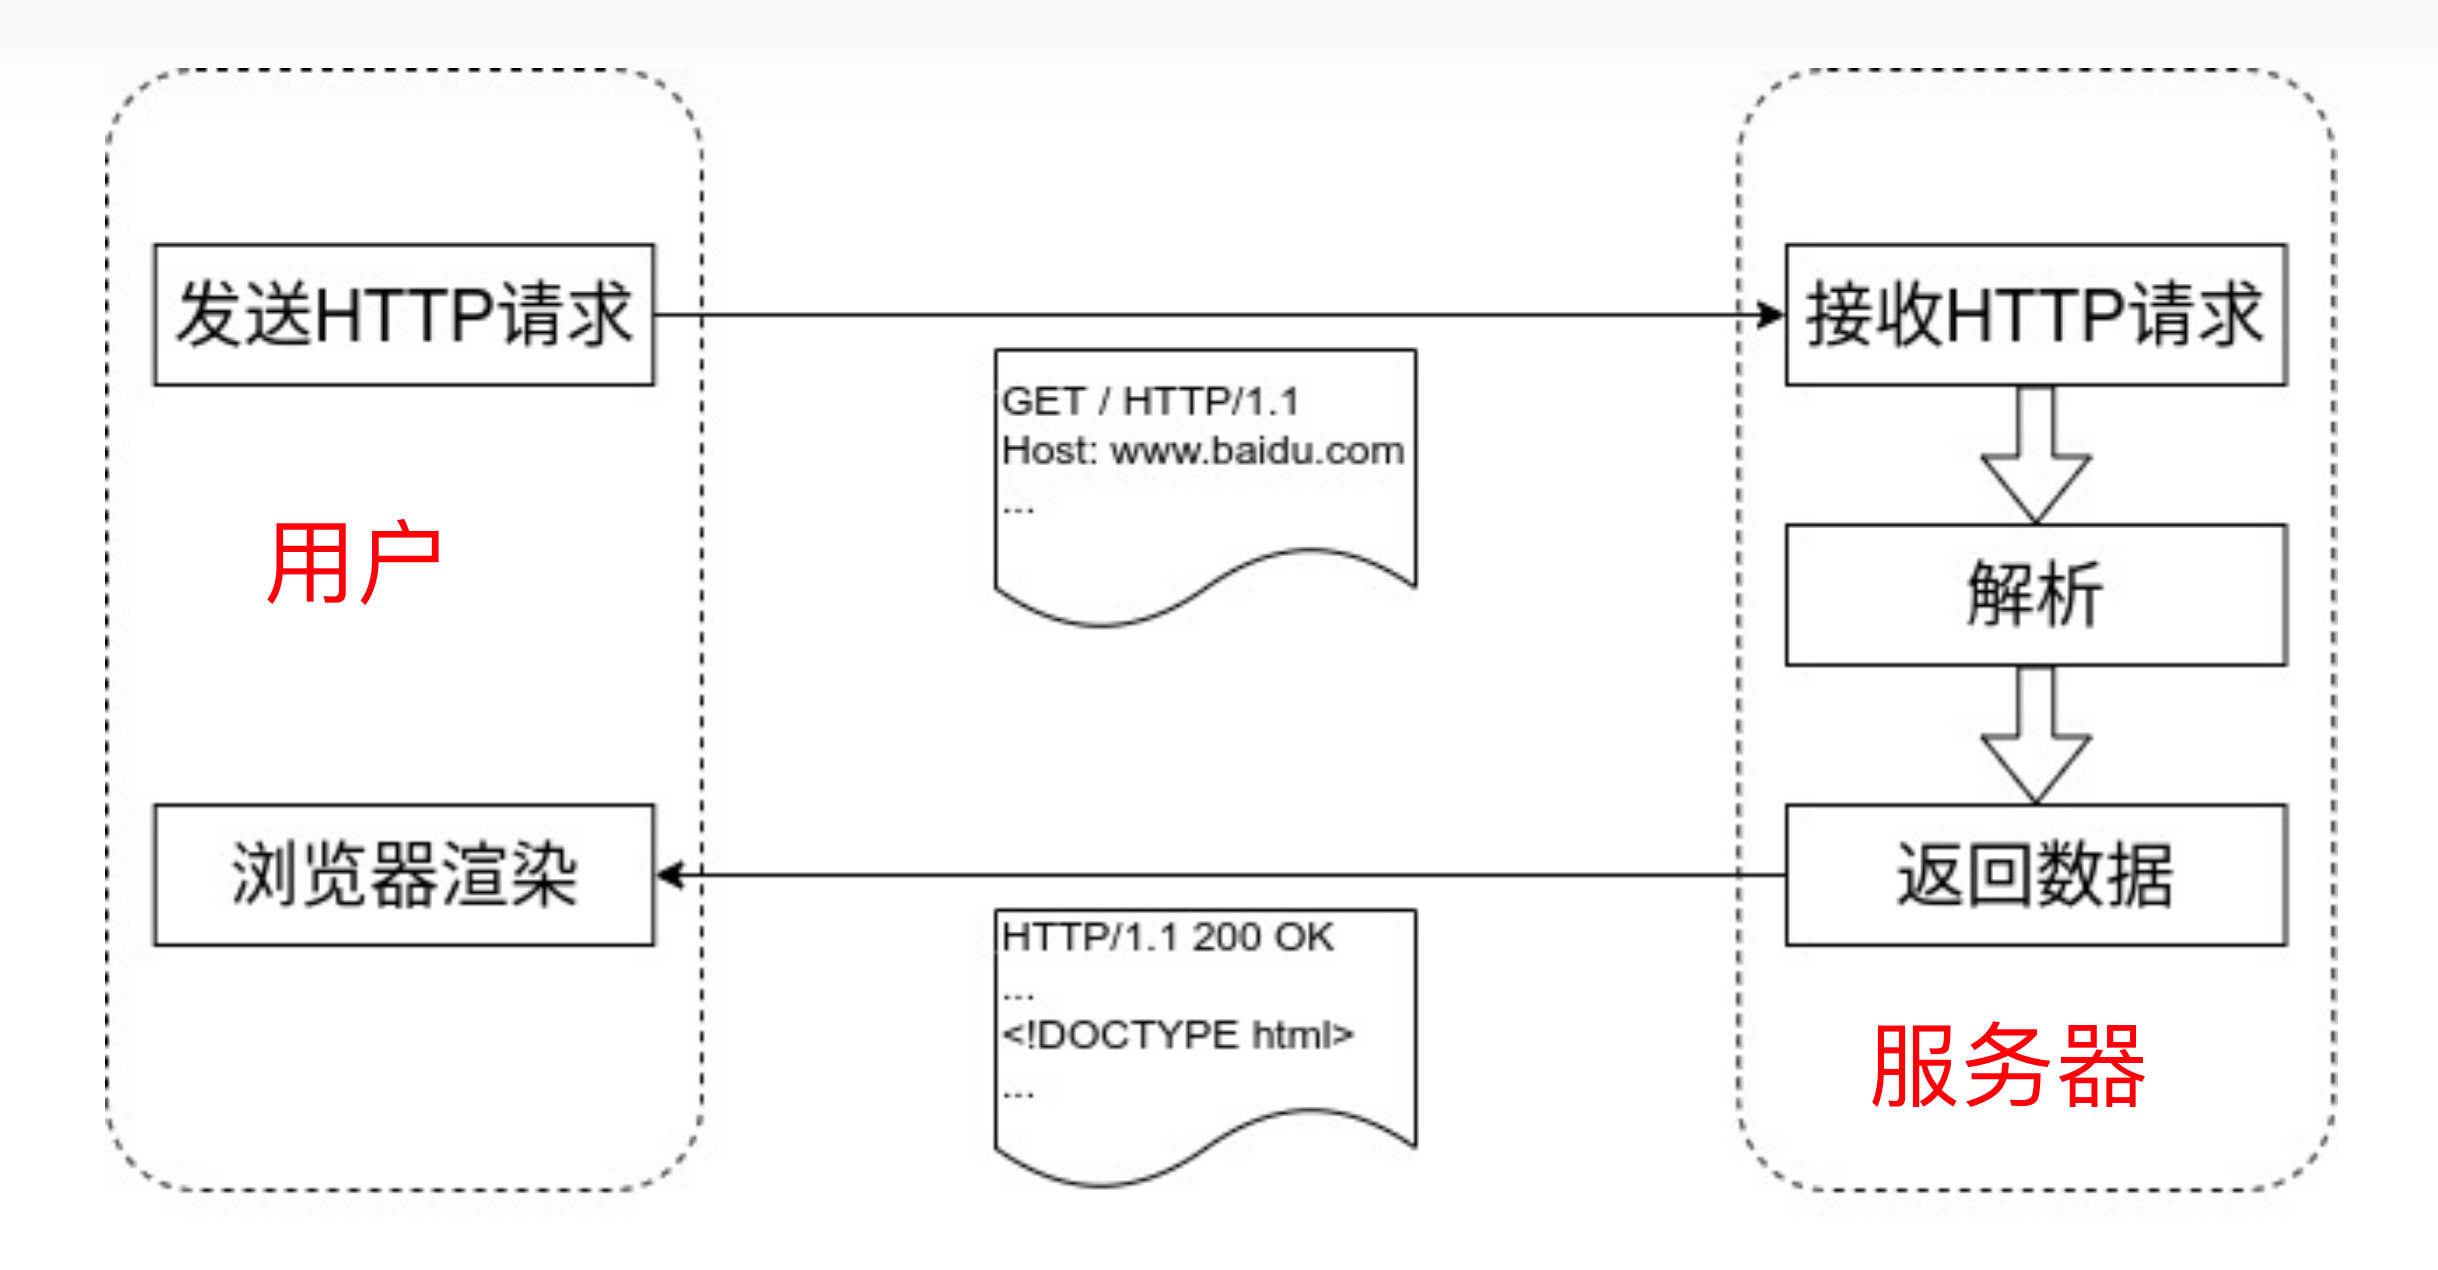 发送HTTP请求
接收HTTP请求
GET / HTTP/1.1
Host: www.baidu.com
...
用户
解析
浏览器渲染
返回数据
HTTP/1.1 200 OK
...
<!DOCTYPE html>
...
服务器